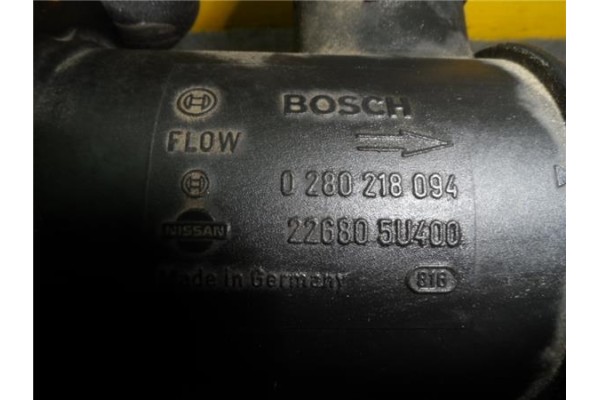 BOSCH
FLOW
0 280 218 094
NISSAN 22680 5U400
Made in Germany 816